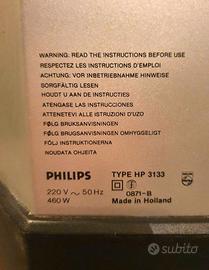 WARNING: READ THE INSTRUCTIONS BEFORE USE
RESPECTEZ LES INSTRUCTIONS D'EMPLOI
ACHTUNG: VOR INBETRIEBNAHME HINWEISE
SORGFÄLTIG LESEN
HOUDT U AAN DE INSTRUCTIES
ATENGASE LAS INSTRUCCIONES
ATTENETEVI ALLE ISTRUZIONI D'UZO
FØLG BRUKSANVISNINGEN
FØLG BRUGSANVISNINGEN OMHYGGELIGT
FÖLJ INSTRUKTIONERNA
NOUDATA OHJEITA
PHILIPS
TYPE HP 3133
220 V ~ 50 Hz
460 W
0871-B
Made in Holland
subito